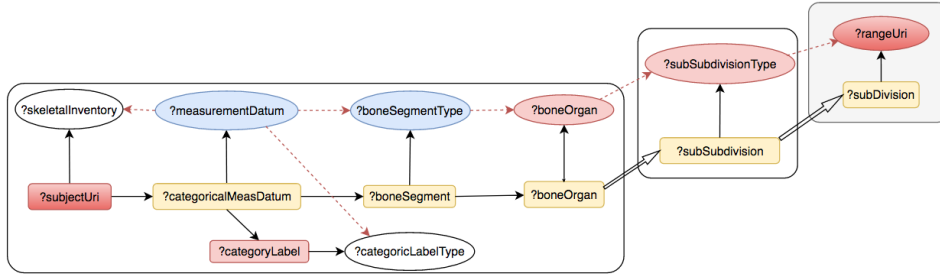 ?rangeUri
?subSubdivisionType
?subDivision
?skeletalInventory
?measurementDatum
?boneSegmentType
?boneOrgan
?subSubdivision
?subjectUri
?categoricalMeasDatum
?boneSegment
?boneOrgan
?categoryLabel
?categoricLabelType